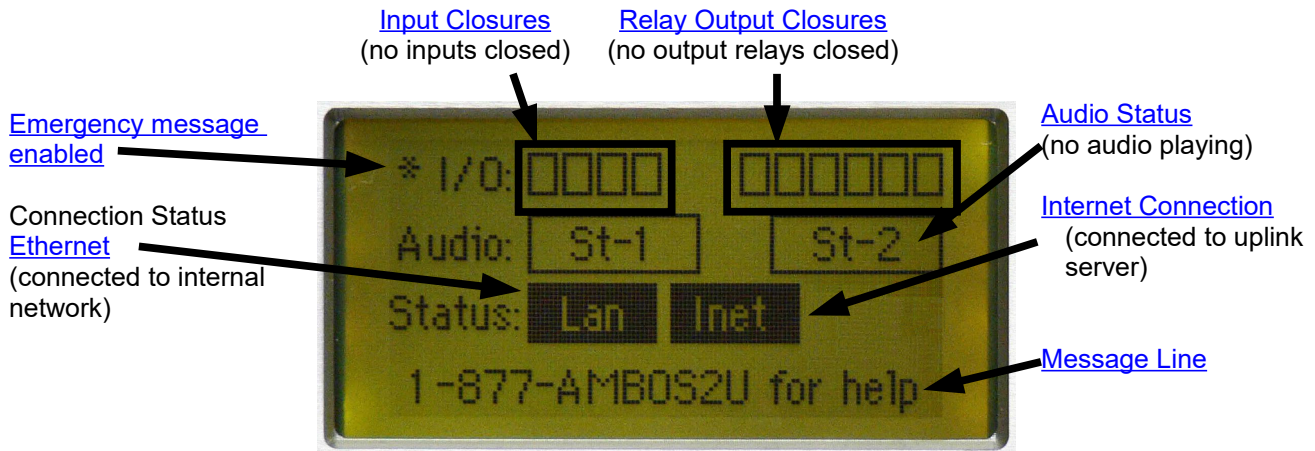 Input Closures
(no inputs closed)
Relay Output Closures
(no output relays closed)
Emergency message
enabled
Audio Status
(no audio playing)
Connection Status
Ethernet
(connected to internal
network)
Internet Connection
(connected to uplink
server)
Message Line
* I/O:
Audio: St-1 St-2
Status: Lan Inet
1-877-AMBOS2U for help